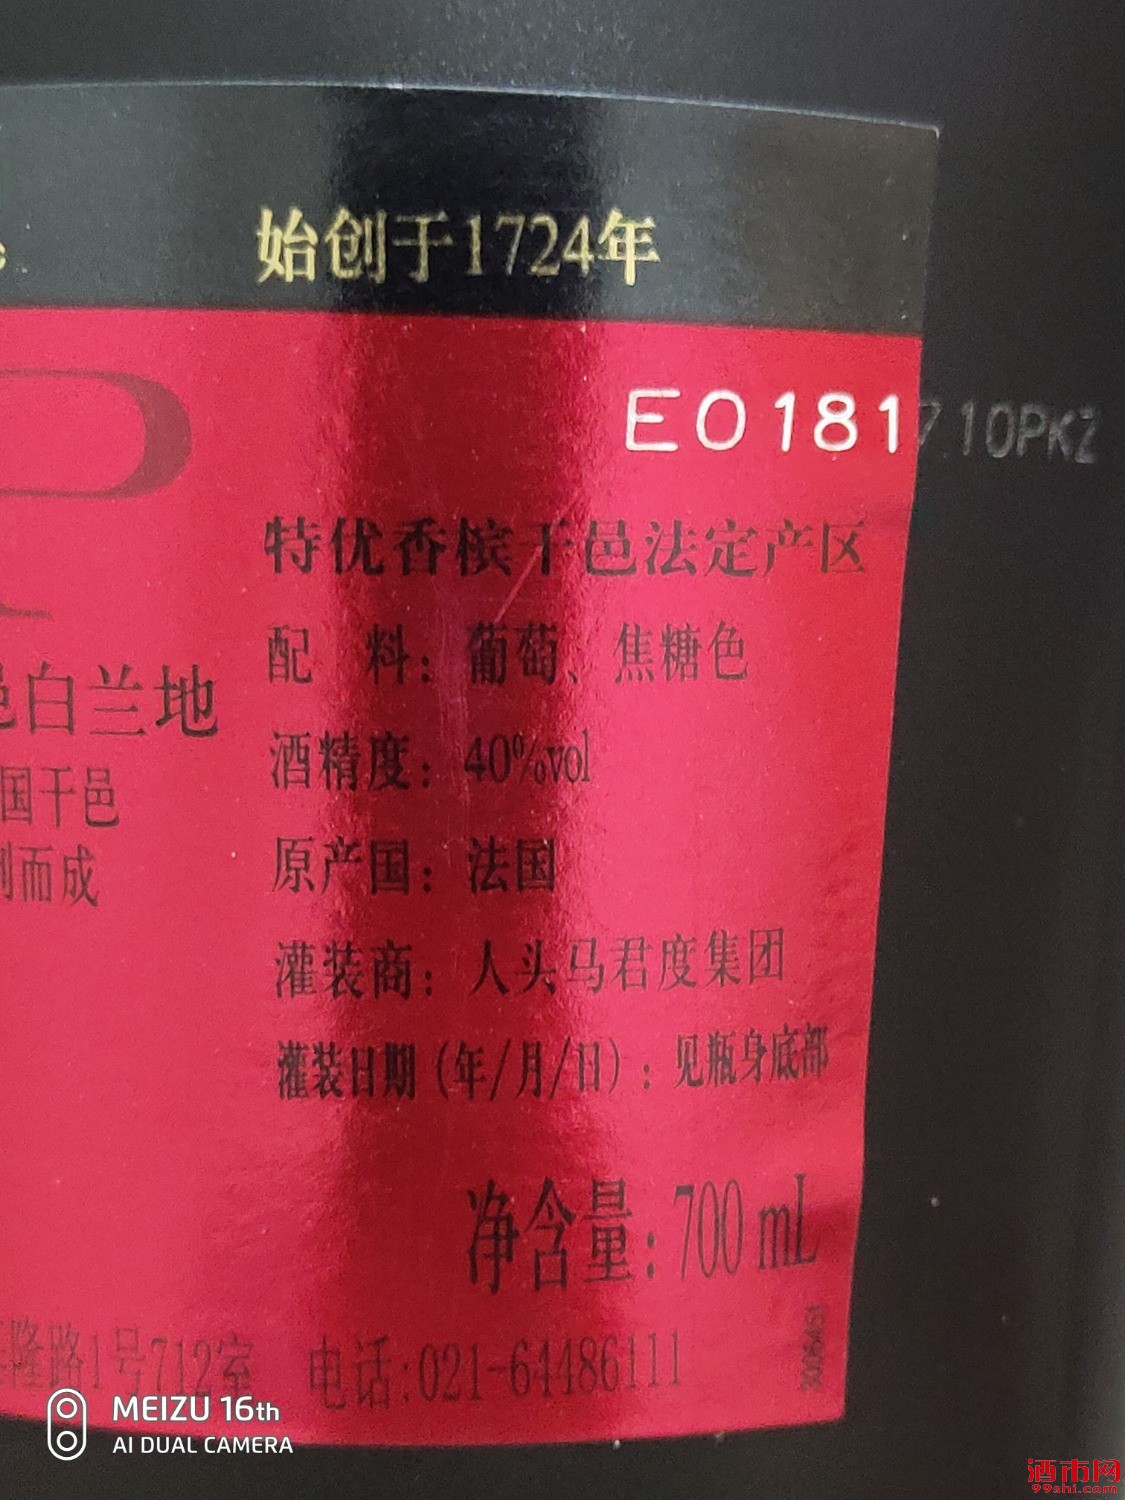 始创于1724年
E01817.10PK2
特优香槟干邑法定产区
配 料：葡萄、焦糖色
邑白兰地
酒精度：40%vol
国干邑
原产国：法国
制而成
灌装商：人头马君度集团
灌装日期（年/月/日）：见瓶身底部
净含量：700 mL
隆路1号712室 电话:021-64486111
MEIZU 16th
AI DUAL CAMERA
酒市网
99shi.com